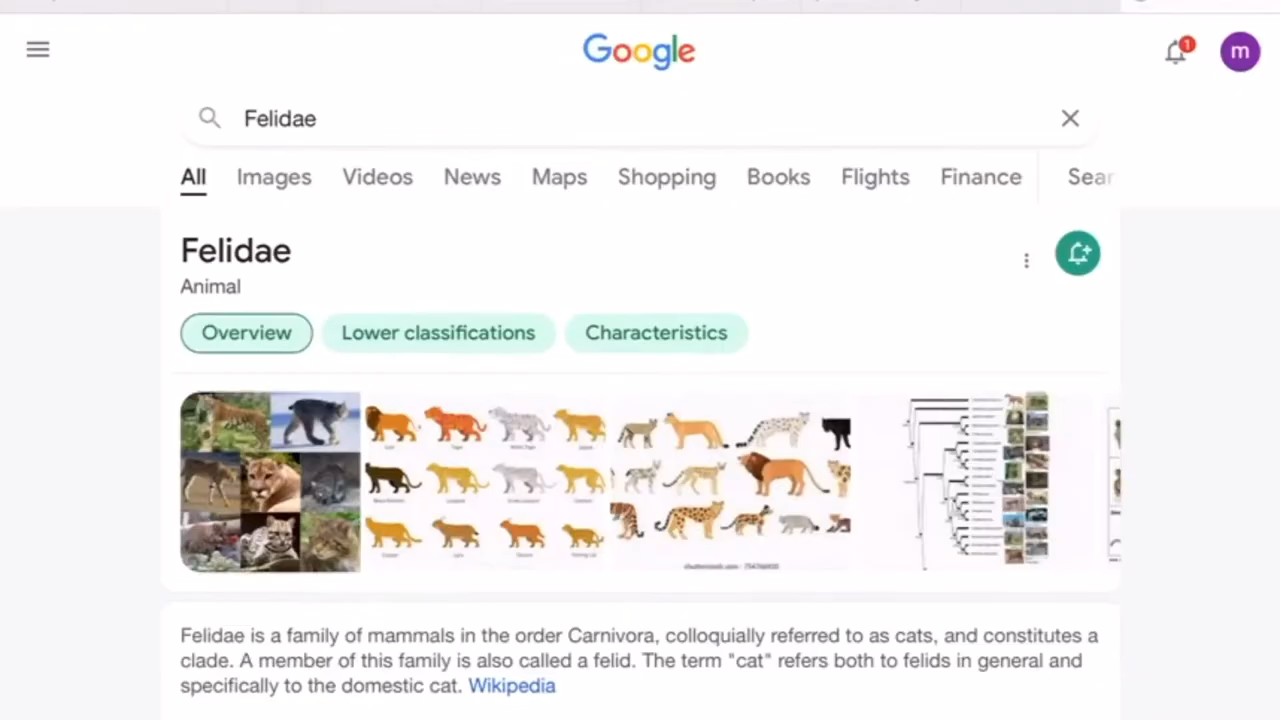 Google
1
m
Felidae
All Images Videos News Maps Shopping Books Flights Finance Sear
Felidae
Animal
Overview Lower classifications Characteristics
Felidae is a family of mammals in the order Carnivora, colloquially referred to as cats, and constitutes a
clade. A member of this family is also called a felid. The term "cat" refers both to felids in general and
specifically to the domestic cat. Wikipedia